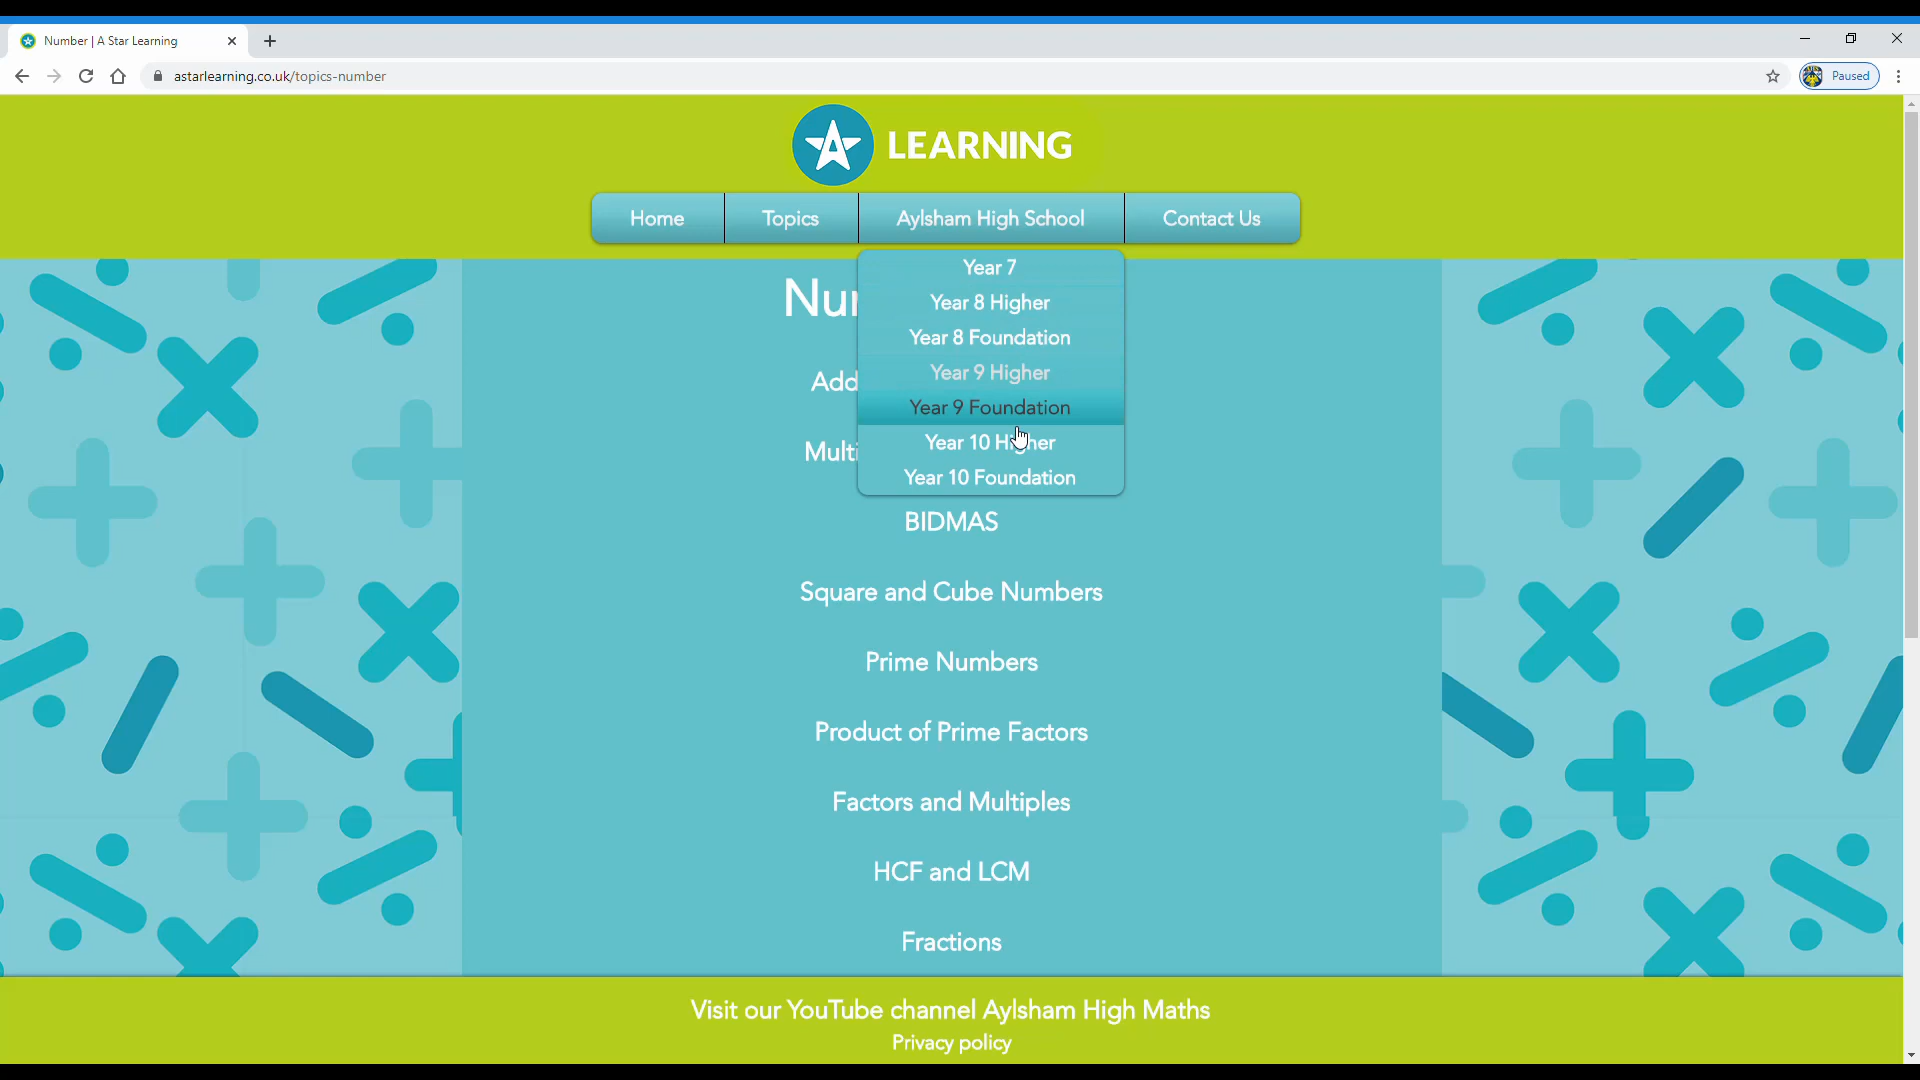 Number | A Star Learning
astarlearning.co.uk/topics-number
Paused
A LEARNING
Home
Topics
Aylsham High School
Contact Us
Year 7
Year 8 Higher
Year 8 Foundation
Year 9 Higher
Year 9 Foundation
Year 10 Higher
Year 10 Foundation
BIDMAS
Square and Cube Numbers
Prime Numbers
Product of Prime Factors
Factors and Multiples
HCF and LCM
Fractions
Visit our YouTube channel Aylsham High Maths
Privacy policy